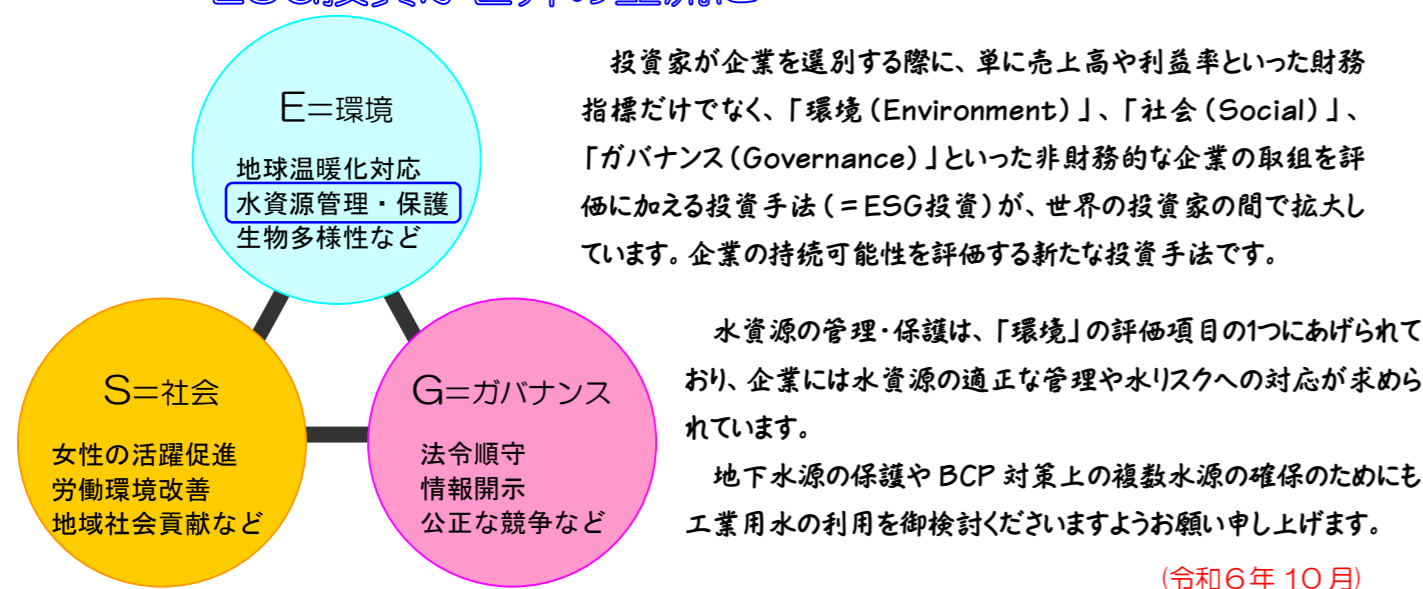 E=環境
地球温暖化対応
水資源管理・保護
生物多様性など
S=社会
女性の活躍促進
労働環境改善
地域社会貢献など
G=ガバナンス
法令順守
情報開示
公正な競争など
投資家が企業を選別する際に、単に売上高や利益率といった財務
指標だけでなく、「環境(Environment)」、「社会(Social)」、
「ガバナンス(Governance)」といった非財務的な企業の取組を評
価に加える投資手法(=ESG投資)が、世界の投資家の間で拡大し
ています。企業の持続可能性を評価する新たな投資手法です。
水資源の管理・保護は、「環境」の評価項目の1つにあげられて
おり、企業には水資源の適正な管理や水リスクへの対応が求めら
れています。
地下水源の保護や BCP 対策上の複数水源の確保のためにも
工業用水の利用を御検討くださいますようお願い申し上げます。
(令和6年 10 月)